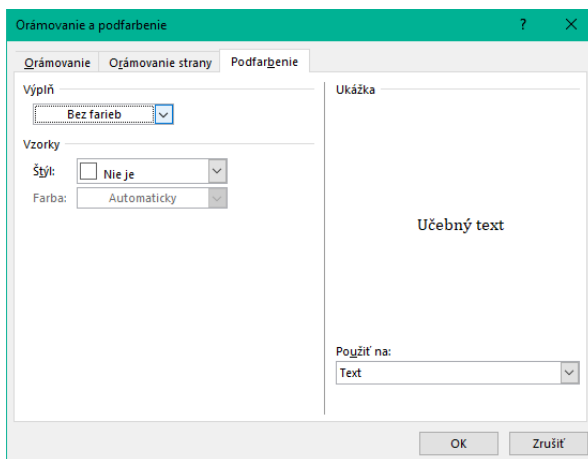 Orámovanie a podfarbenie ? ×
Orámovanie Orámovanie strany Podfarbenie
Výplň
Bez farieb
Vzorky
Štýl: Nie je
Farba: Automaticky
Ukážka
Učebný text
Použiť na:
Text
OK Zrušiť